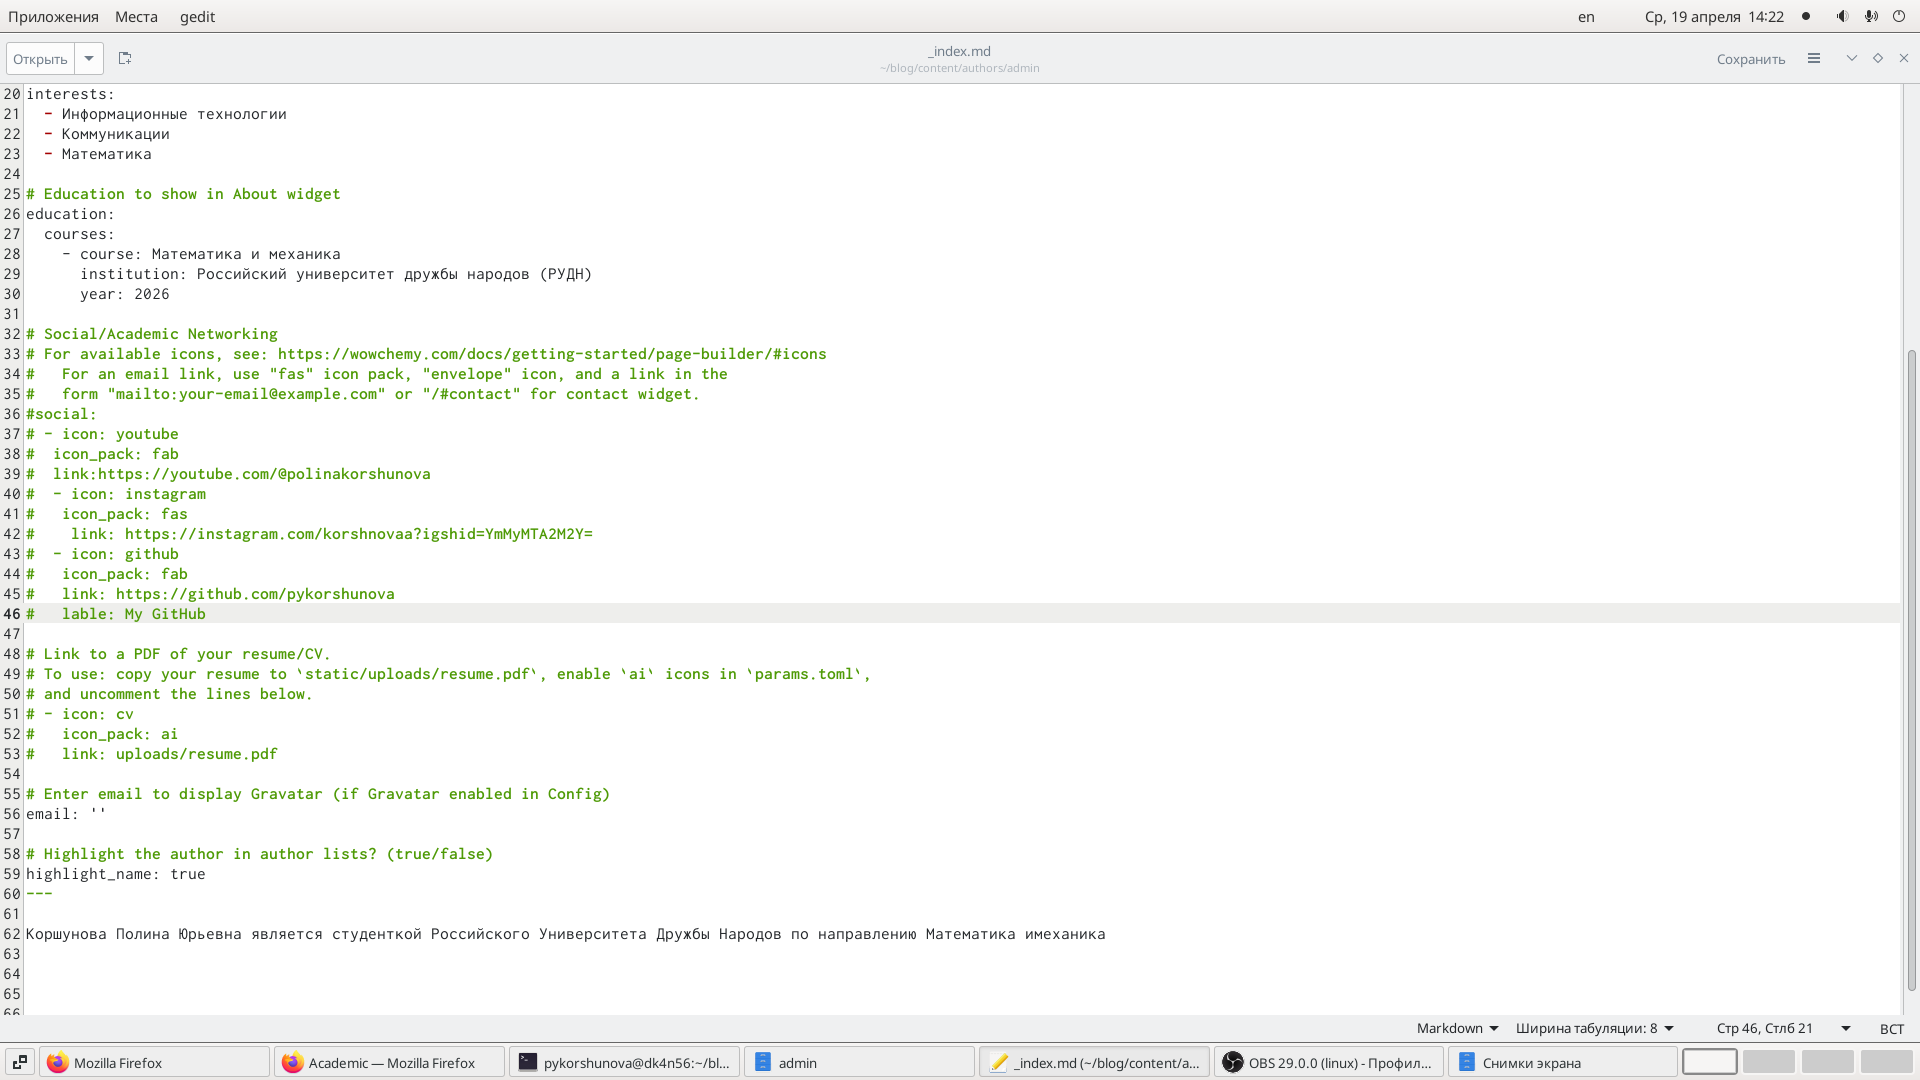 Приложения Места gedit en Ср, 19 апреля 14:22
Открыть _index.md Сохранить
~/blog/content/authors/admin
20 interests:
21   - Информационные технологии
22   - Коммуникации
23   - Математика
24
25 # Education to show in About widget
26 education:
27   courses:
28     - course: Математика и механика
29       institution: Российский университет дружбы народов (РУДН)
30       year: 2026
31
32 # Social/Academic Networking
33 # For available icons, see: https://wowchemy.com/docs/getting-started/page-builder/#icons
34 #   For an email link, use "fas" icon pack, "envelope" icon, and a link in the
35 #   form "mailto:your-email@example.com" or "/#contact" for contact widget.
36 #social:
37 # - icon: youtube
38 #  icon_pack: fab
39 #  link:https://youtube.com/@polinakorshunova
40 #  - icon: instagram
41 #   icon_pack: fas
42 #    link: https://instagram.com/korshnovaa?igshid=YmMyMTA2M2Y=
43 #  - icon: github
44 #   icon_pack: fab
45 #   link: https://github.com/pykorshunova
46 #   lable: My GitHub
47
48 # Link to a PDF of your resume/CV.
49 # To use: copy your resume to `static/uploads/resume.pdf`, enable `ai` icons in `params.toml`,
50 # and uncomment the lines below.
51 # - icon: cv
52 #   icon_pack: ai
53 #   link: uploads/resume.pdf
54
55 # Enter email to display Gravatar (if Gravatar enabled in Config)
56 email: ''
57
58 # Highlight the author in author lists? (true/false)
59 highlight_name: true
60 ---
61
62 Коршунова Полина Юрьевна является студенткой Российского Университета Дружбы Народов по направлению Математика имеханика
63
64
65
66
Markdown Ширина табуляции: 8 Стр 46, Стлб 21 ВСТ
Mozilla Firefox Academic — Mozilla Firefox pykorshunova@dk4n56:~/bl... admin _index.md (~/blog/content/a... OBS 29.0.0 (linux) - Профил... Снимки экрана